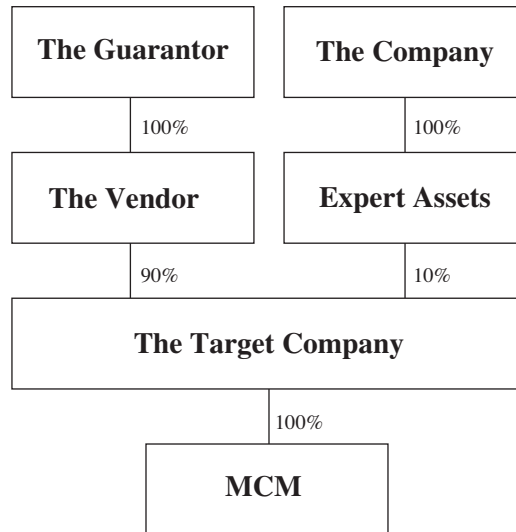 The Guarantor
The Company
100%
100%
The Vendor
Expert Assets
90%
10%
The Target Company
100%
MCM